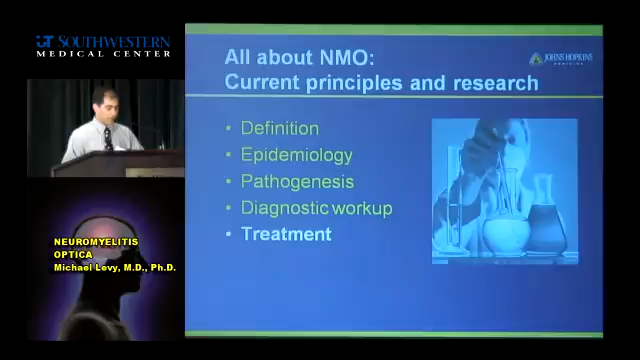 UT SOUTHWESTERN
MEDICAL CENTER
NEUROMYELITIS
OPTICA
Michael Levy, M.D., Ph.D.
All about NMO:
Current principles and research
JOHNS HOPKINS
MEDICINE
• Definition
• Epidemiology
• Pathogenesis
• Diagnostic workup
• Treatment